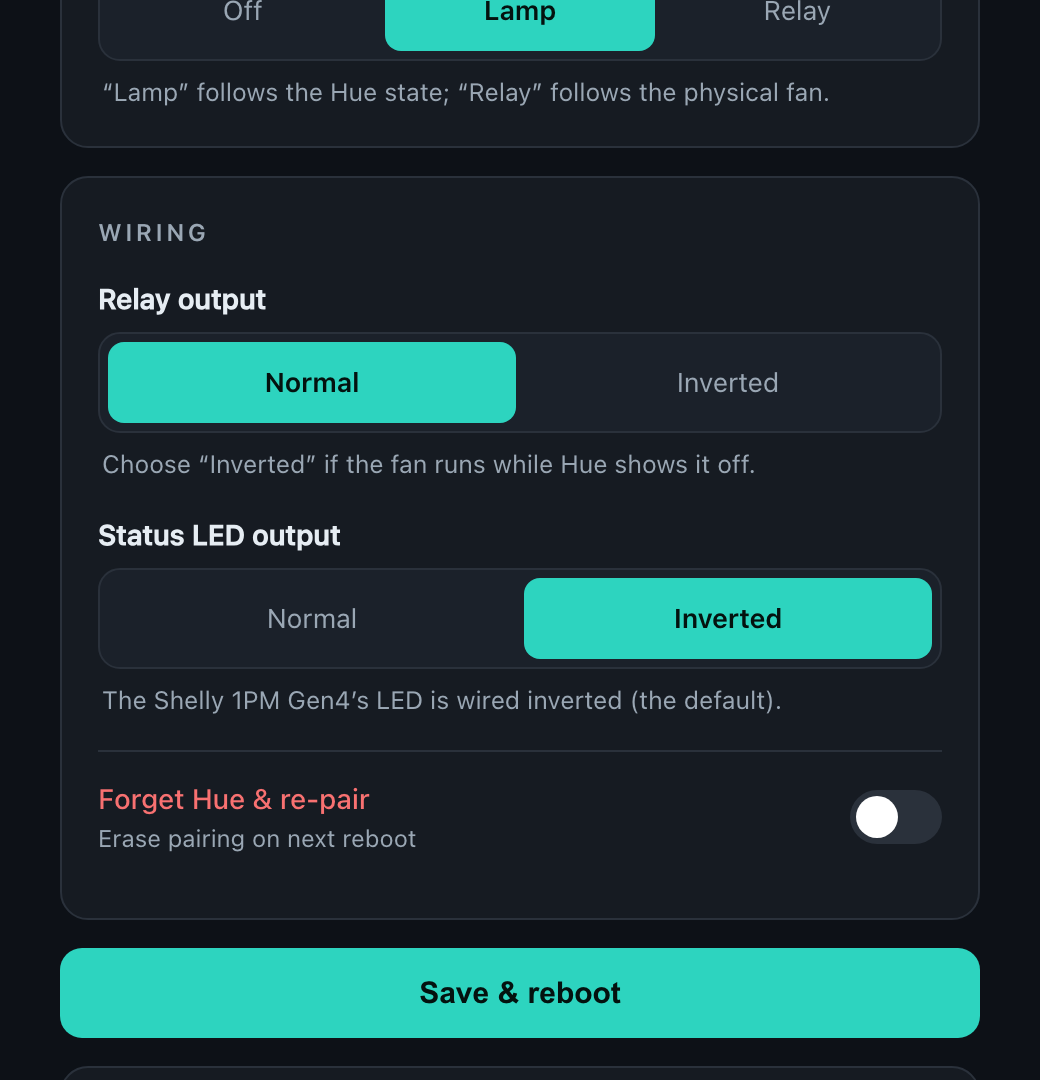 Off
Lamp
Relay
“Lamp” follows the Hue state; “Relay” follows the physical fan.
WIRING
Relay output
Normal
Inverted
Choose “Inverted” if the fan runs while Hue shows it off.
Status LED output
Normal
Inverted
The Shelly 1PM Gen4’s LED is wired inverted (the default).
Forget Hue & re-pair
Erase pairing on next reboot
Save & reboot